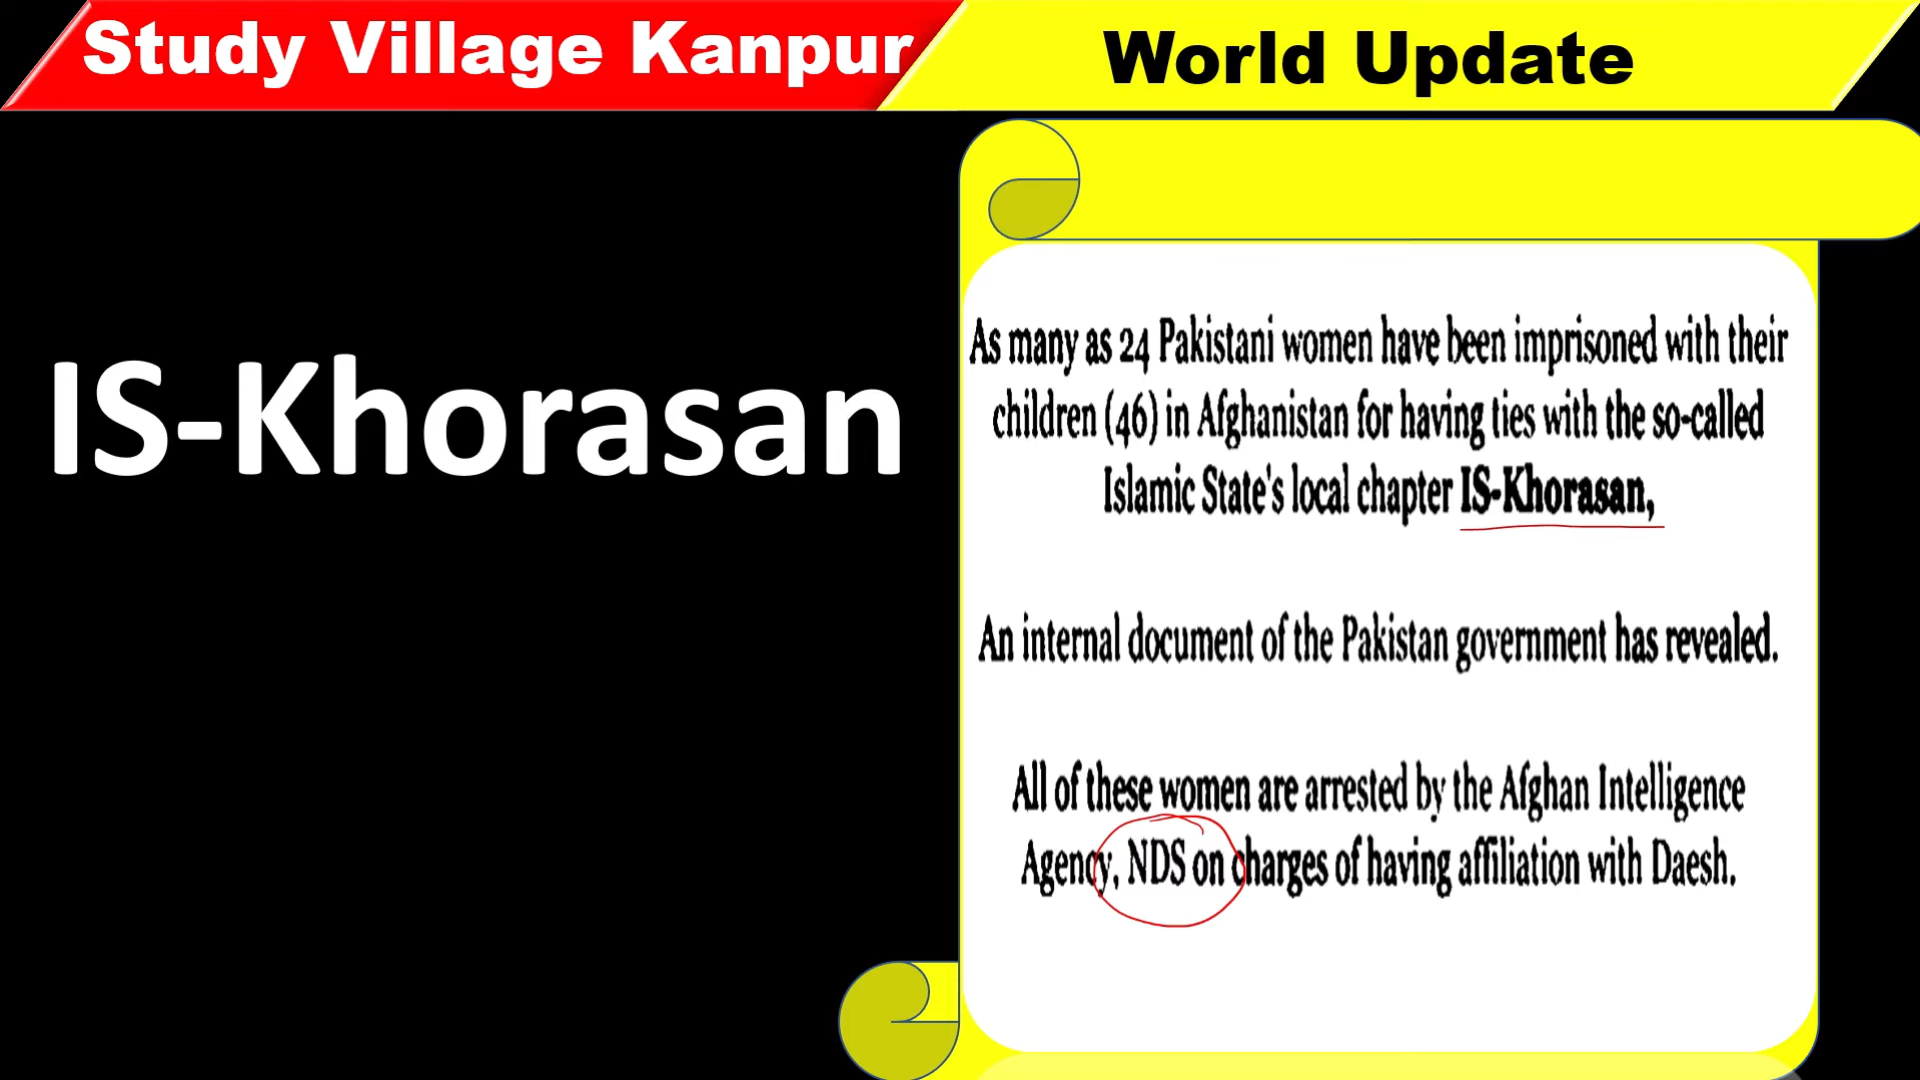 Study Village Kanpur
World Update
IS-Khorasan
As many as 24 Pakistani women have been imprisoned with their
children (46) in Afghanistan for having ties with the so-called
Islamic State's local chapter IS-Khorasan,
An internal document of the Pakistan government has revealed.
All of these women are arrested by the Afghan Intelligence
Agency, NDS on charges of having affiliation with Daesh.